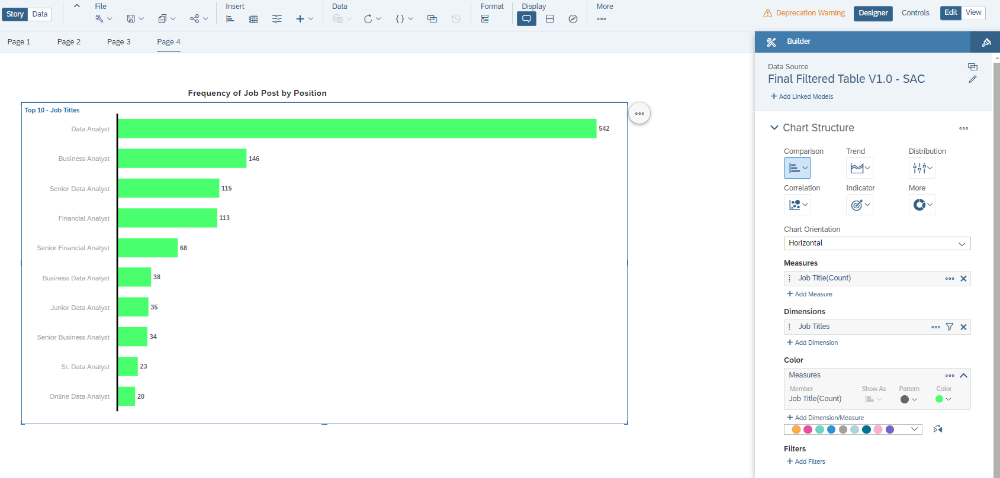 Story Data
File
Insert
Data
Format
Display
More
Deprecation Warning
Designer
Controls
Edit View
Page 1 Page 2 Page 3 Page 4
Frequency of Job Post by Position
Top 10 - Job Titles
Data Analyst 542
Business Analyst 146
Senior Data Analyst 115
Financial Analyst 113
Senior Financial Analyst 68
Business Data Analyst 38
Junior Data Analyst 35
Senior Business Analyst 34
Sr. Data Analyst 23
Online Data Analyst 20
Builder
Data Source
Final Filtered Table V1.0 - SAC
+ Add Linked Models
Chart Structure
Comparison Trend Distribution
Correlation Indicator More
Chart Orientation
Horizontal
Measures
Job Title(Count)
+ Add Measure
Dimensions
Job Titles
+ Add Dimension
Color
Measures
Member Show As Pattern Color
Job Title(Count)
+ Add Dimension/Measure
Filters
+ Add Filters